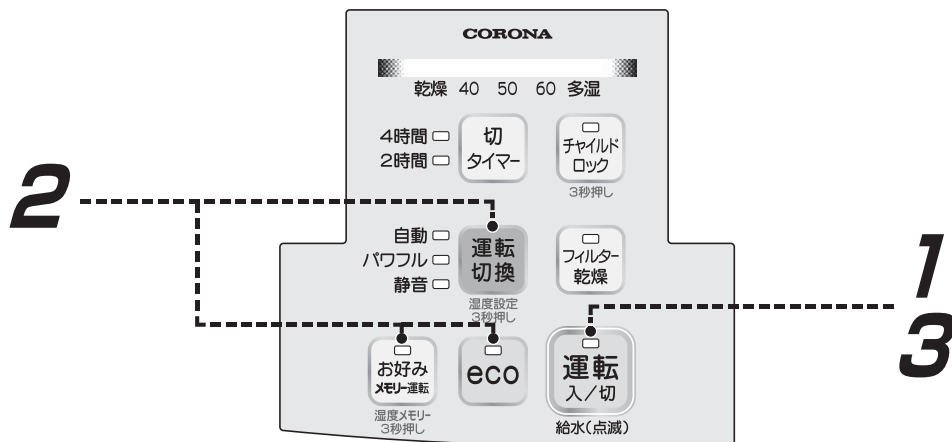 CORONA
乾燥 40 50 60 多湿
4時間
2時間
切
タイマー
チャイルド
ロック
3秒押し
2
自動
パワフル
静音
運転
切換
湿度設定
3秒押し
フィルター
乾燥
1
3
お好み
メモリー運転
湿度メモリー
3秒押し
eco
運転
入/切
給水(点滅)